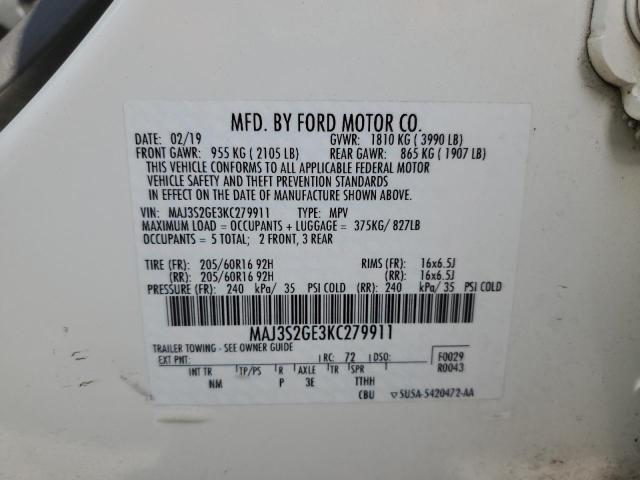 MFD. BY FORD MOTOR CO.
DATE: 02/19 GVWR: 1810 KG ( 3990 LB)
FRONT GAWR: 955 KG ( 2105 LB) REAR GAWR: 865 KG ( 1907 LB)
THIS VEHICLE CONFORMS TO ALL APPLICABLE FEDERAL MOTOR
VEHICLE SAFETY AND THEFT PREVENTION STANDARDS
IN EFFECT ON THE DATE OF MANUFACTURE SHOWN ABOVE.
VIN: MAJ3S2GE3KC279911 TYPE: MPV
MAXIMUM LOAD = OCCUPANTS + LUGGAGE = 375KG/ 827LB
OCCUPANTS = 5 TOTAL; 2 FRONT, 3 REAR
TIRE (FR): 205/60R16 92H RIMS (FR): 16x6.5J
(RR): 205/60R16 92H (RR): 16x6.5J
PRESSURE (FR): 240 kPa/ 35 PSI COLD (RR): 240 kPa/ 35 PSI COLD
MAJ3S2GE3KC279911
TRAILER TOWING - SEE OWNER GUIDE
EXT PNT: RC: 72 DSO: F0029
R0043
INT TR TP/PS R AXLE TR SPR
NM P 3E TTHH
CBU ▽5U5A-5420472-AA